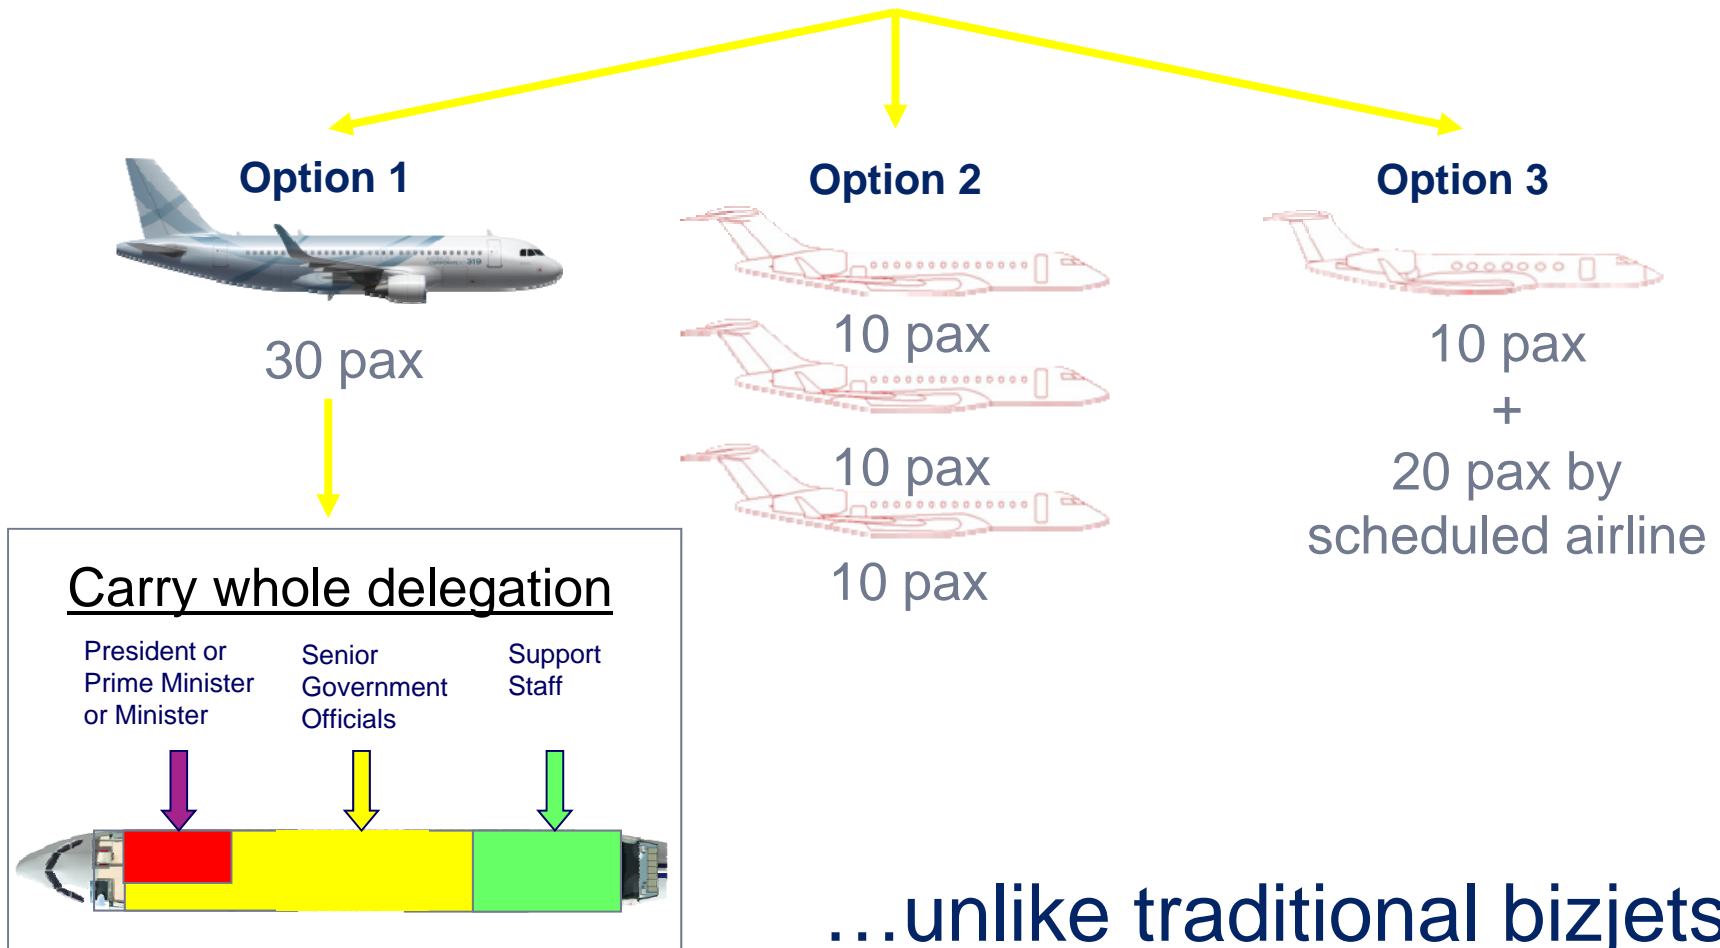 Option 1
319
30 pax
Option 2
10 pax
10 pax
10 pax
Option 3
10 pax
+
20 pax by
scheduled airline
Carry whole delegation
President or
Prime Minister
or Minister
Senior
Government
Officials
Support
Staff
…unlike traditional bizjets